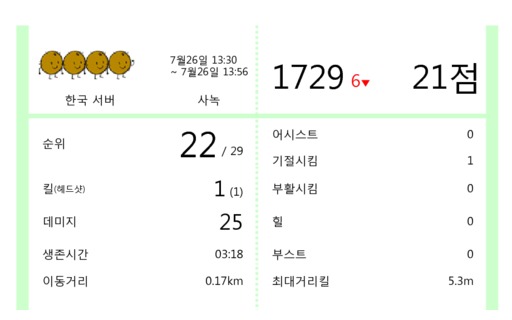 7월26일 13:30
~ 7월26일 13:56
한국 서버
사녹
1729 6▼
21점
순위
22 / 29
킬(헤드샷)
1 (1)
데미지
25
생존시간
03:18
이동거리
0.17km
어시스트
0
기절시킴
1
부활시킴
0
힐
0
부스트
0
최대거리킬
5.3m